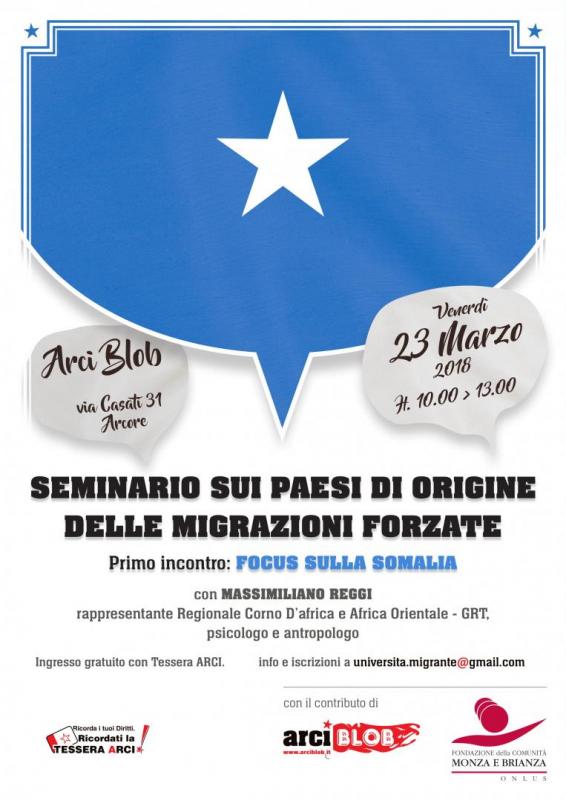 Arci Blob
via Casati 31
Arcore
Venerdì
23 Marzo
2018
H. 10.00 > 13.00
SEMINARIO SUI PAESI DI ORIGINE
DELLE MIGRAZIONI FORZATE
Primo incontro: FOCUS SULLA SOMALIA
con MASSIMILIANO REGGI
rappresentante Regionale Corno D'africa e Africa Orientale - GRT,
psicologo e antropologo
Ingresso gratuito con Tessera ARCI.
info e iscrizioni a universita.migrante@gmail.com
con il contributo di
Ricorda i tuoi Diritti.
Ricordati la
TESSERA ARCI!
arci BLOB
www.arciblob.it
FONDAZIONE della COMUNITÀ
MONZA E BRIANZA
ONLUS